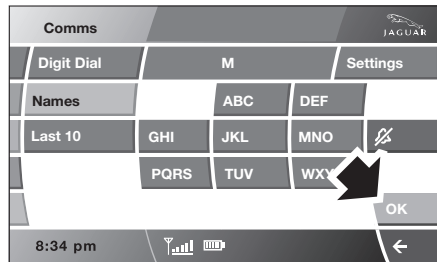 Comms
JAGUAR
Digit Dial M Settings
Names ABC DEF
Last 10 GHI JKL MNO
PQRS TUV WXY
OK
8:34 pm